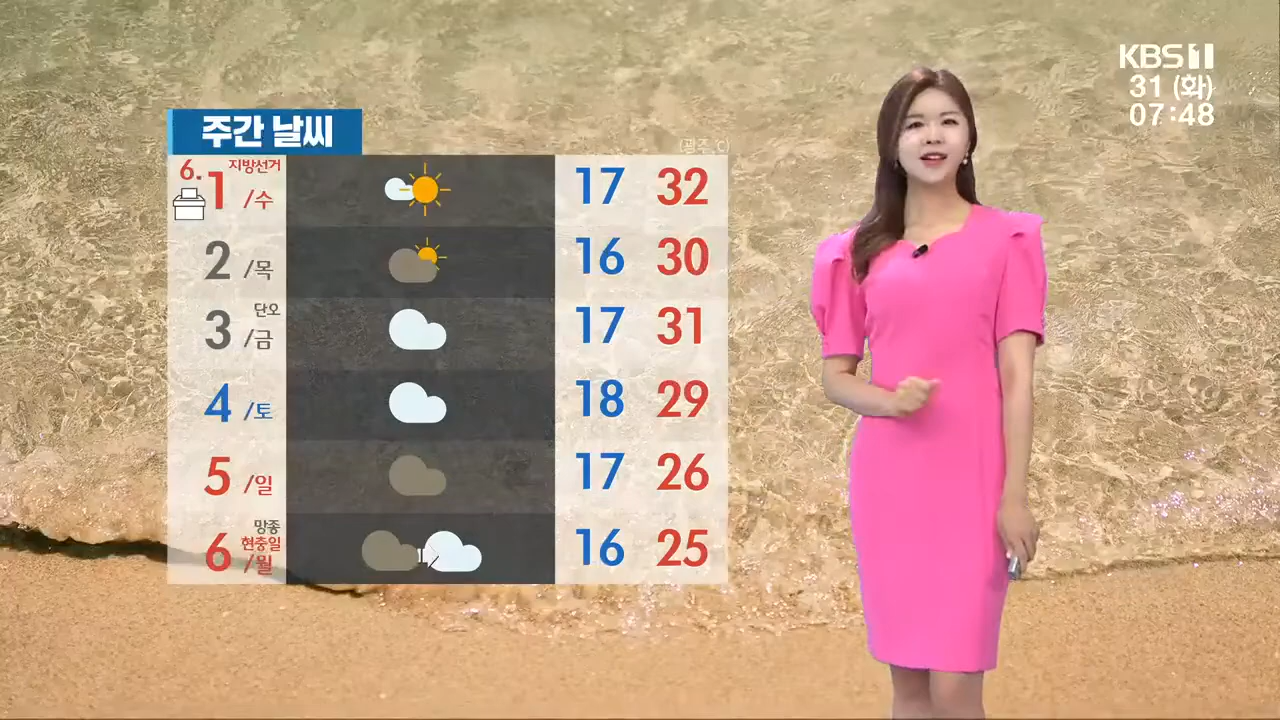 KBS 1
31 (화)
07:48
주간 날씨
(광주,℃)
6.1 /수 지방선거 17 32
2 /목 16 30
3 /금 단오 17 31
4 /토 18 29
5 /일 17 26
6 /월 망종 현충일 16 25